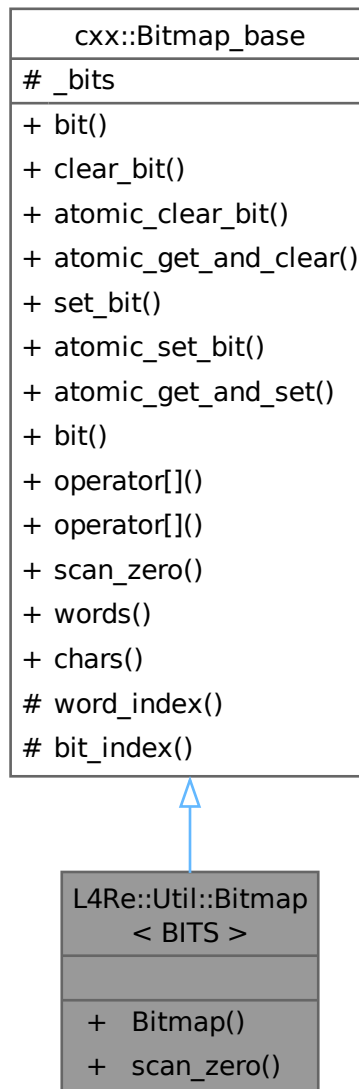 cxx::Bitmap_base
# _bits
+ bit()
+ clear_bit()
+ atomic_clear_bit()
+ atomic_get_and_clear()
+ set_bit()
+ atomic_set_bit()
+ atomic_get_and_set()
+ bit()
+ operator[]()
+ operator[]()
+ scan_zero()
+ words()
+ chars()
# word_index()
# bit_index()
L4Re::Util::Bitmap
< BITS >
+ Bitmap()
+ scan_zero()